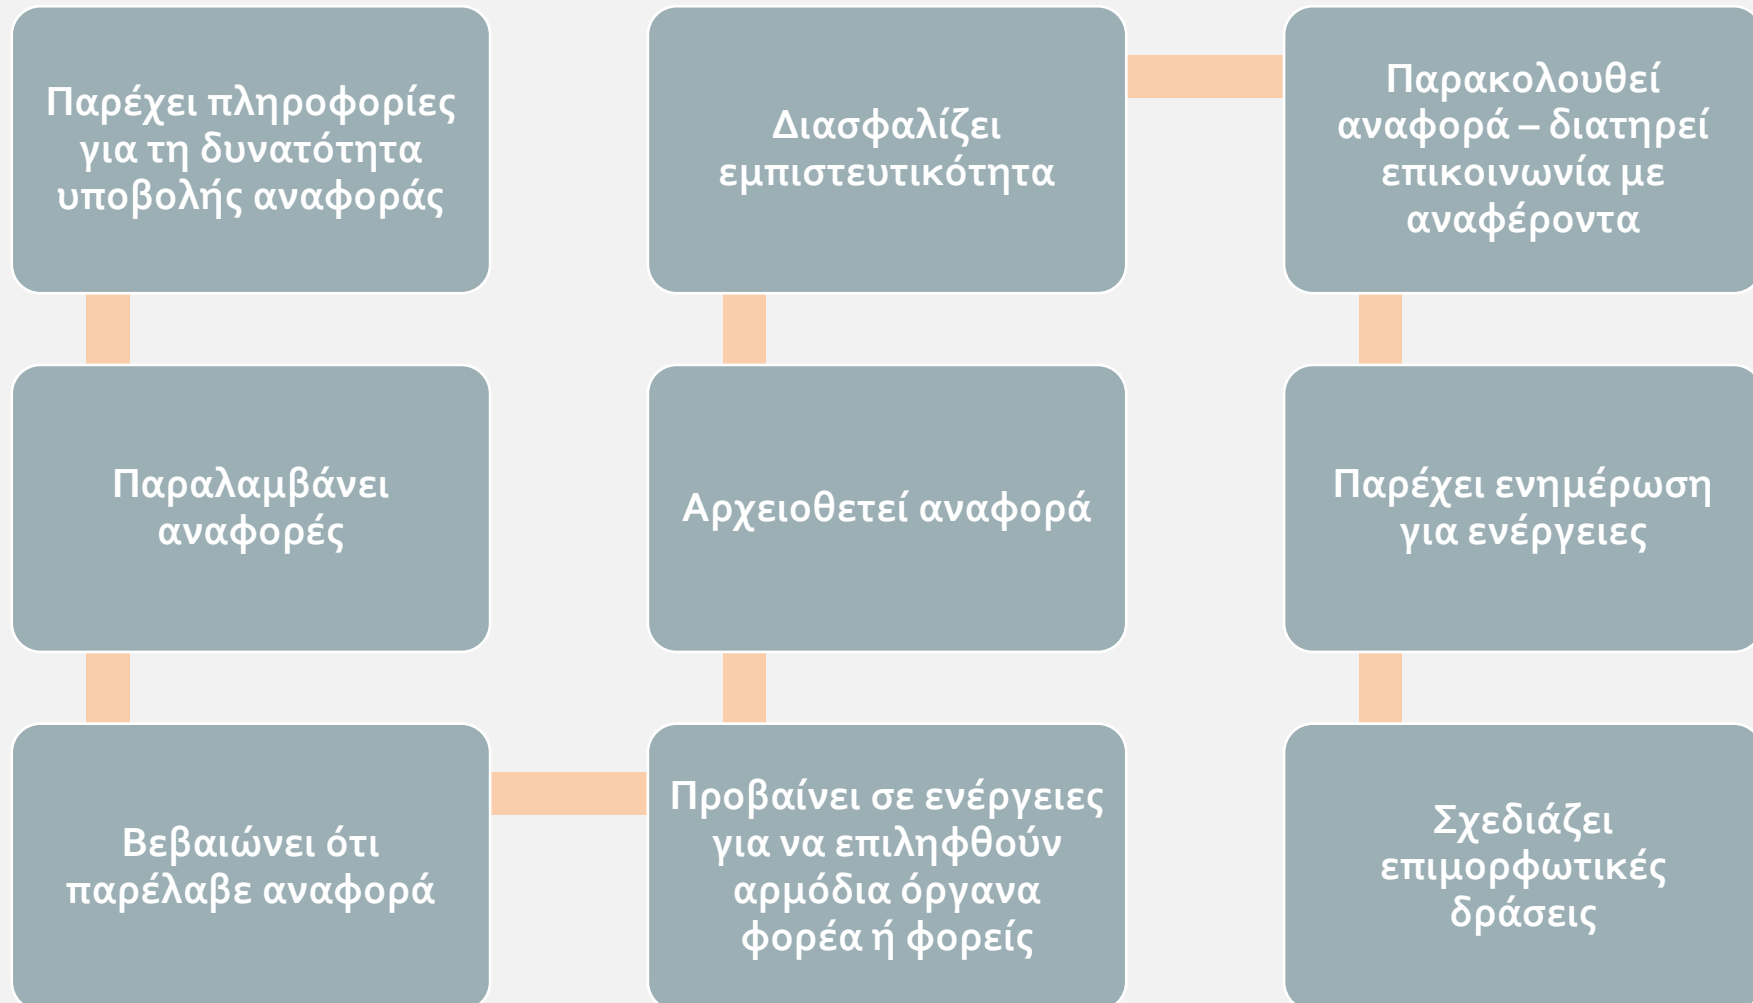 Παρέχει πληροφορίες
για τη δυνατότητα
υποβολής αναφοράς
Παραλαμβάνει
αναφορές
Βεβαιώνει ότι
παρέλαβε αναφορά
Προβαίνει σε ενέργειες
για να επιληφθούν
αρμόδια όργανα
φορέα ή φορείς
Αρχειοθετεί αναφορά
Διασφαλίζει
εμπιστευτικότητα
Παρακολουθεί
αναφορά – διατηρεί
επικοινωνία με
αναφέροντα
Παρέχει ενημέρωση
για ενέργειες
Σχεδιάζει
επιμορφωτικές
δράσεις